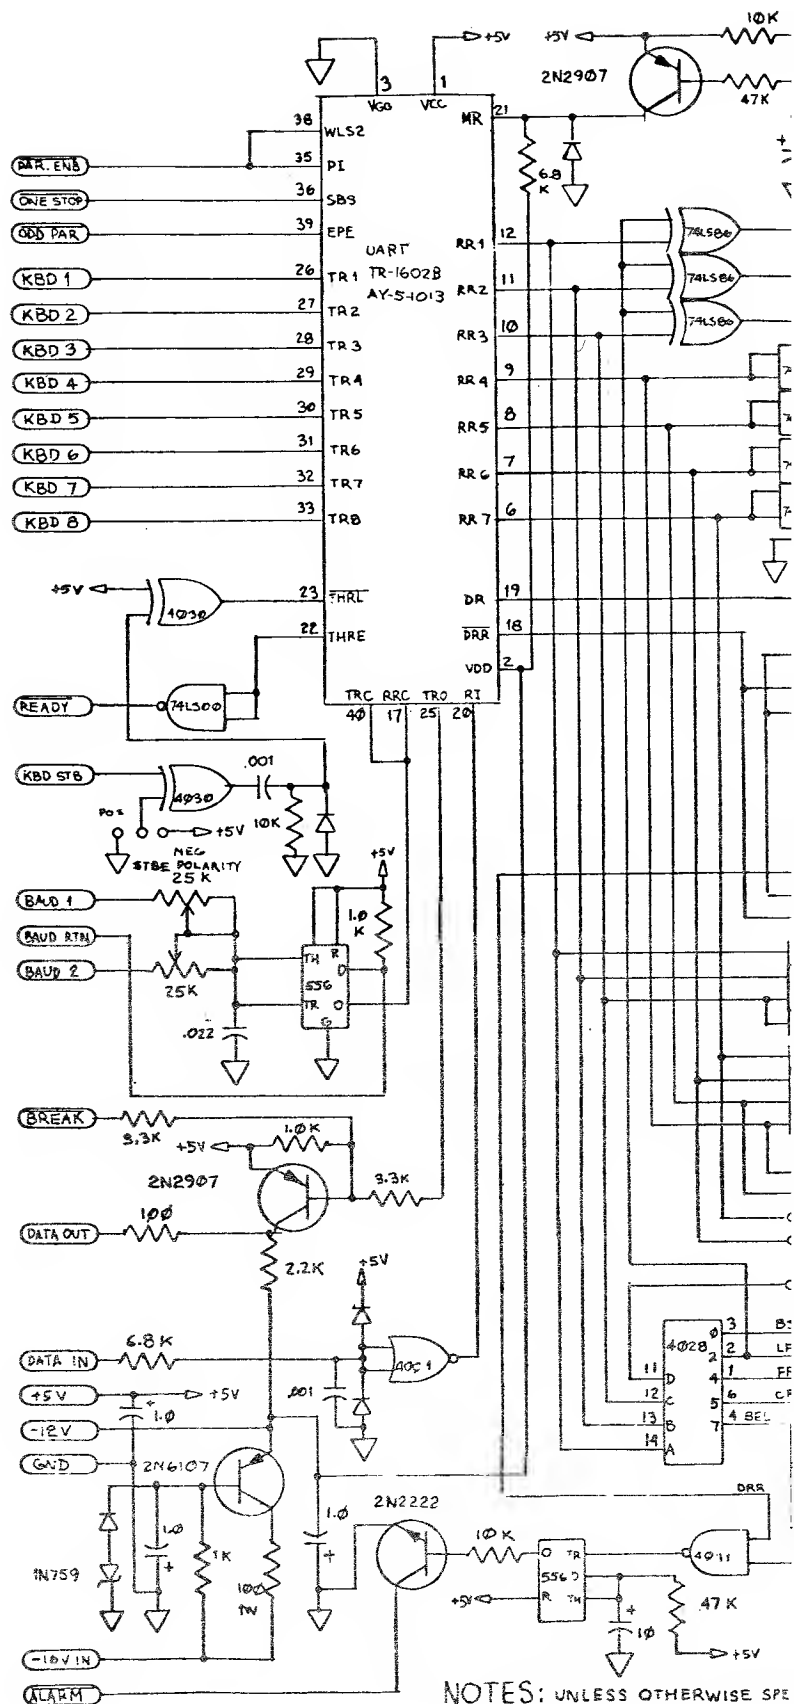 10K
+5V
+5V
2N2907
47K
3
1
VGG
VCC
21
MR
38
WLS2
6.8
K
PAR. ENB
35
PI
ONE STOP
36
SBS
ODD PAR
39
EPE
UART
TR-1602B
AY-5-1013
12
RR1
74LS86
KBD 1
26
TR1
11
RR2
74LS86
KBD 2
27
TR2
10
RR3
74LS86
KBD 3
28
TR3
KBD 4
29
TR4
9
RR4
KBD 5
30
TR5
8
RR5
KBD 6
31
TR6
7
RR6
KBD 7
32
TR7
6
RR7
KBD 8
33
TR8
+5V
4030
23
THRL
DR
19
22
THRE
DRR
18
VDD
2
READY
74LS00
TRC
RRC
TRO
RI
40
17
25
20
KBD STB
4030
.001
10K
POS
+5V
NEG
STBE POLARITY
25K
+5V
BAUD 1
1.0
K
BAUD RTN
TH
R
D
BAUD 2
25K
556
TR
O
G
.022
BREAK
3.3K
+5V
1.0K
2N2907
3.3K
DATA OUT
100
2.2K
+5V
6.8K
DATA IN
.001
+5V
+5V
1.0
-12V
GND
2N6107
4028
0
3
2
2
LF
11
D
4
1
FF
12
C
5
6
CR
13
B
7
4
BEL
14
A
DRR
1.0
1N759
1K
100
1W
1.0
2N2222
10K
O
TR
556
D
R
TH
4011
+5V
10
47K
+5V
-18V IN
ALARM
NOTES: UNLESS OTHERWISE SPE